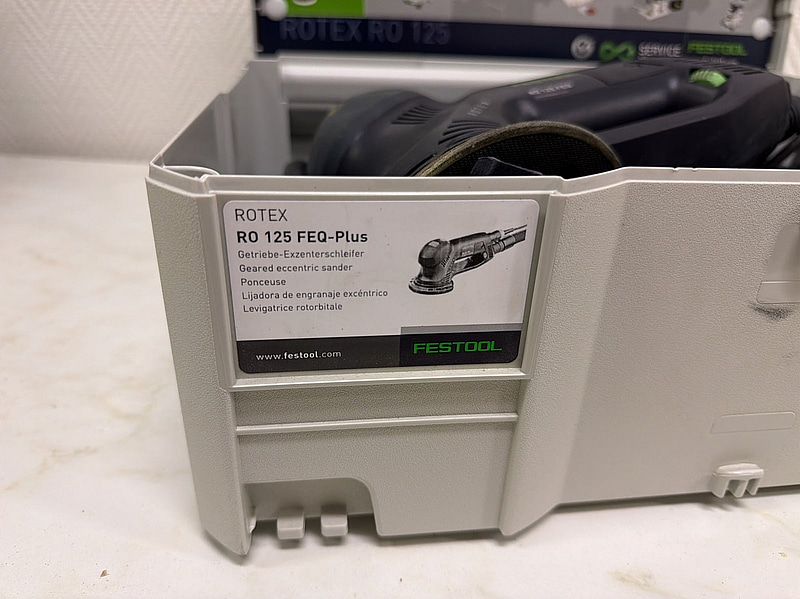 ROTEX RO 125
SERVICE FESTOOL
ROTEX
RO 125 FEQ-Plus
Getriebe-Exzenterschleifer
Geared eccentric sander
Ponceuse
Lijadora de engranaje excéntrico
Levigatrice rotorbitale
www.festool.com
FESTOOL